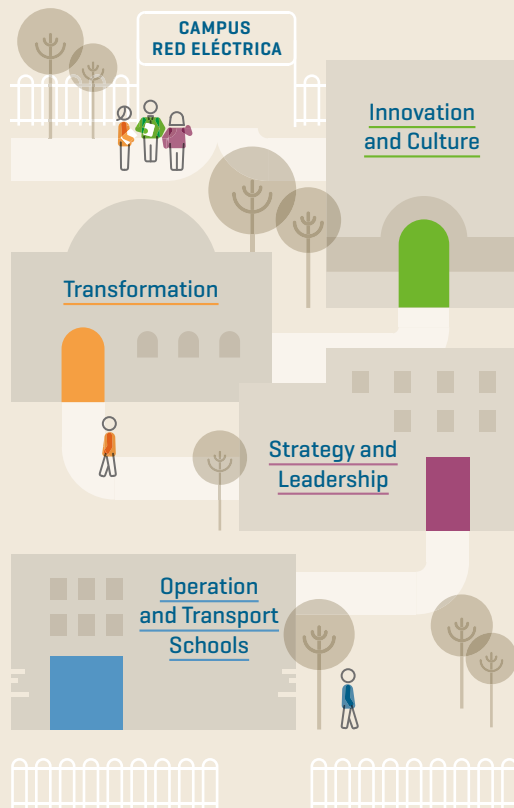 CAMPUS
RED ELÉCTRICA
Innovation
and Culture
Transformation
Strategy and
Leadership
Operation
and Transport
Schools